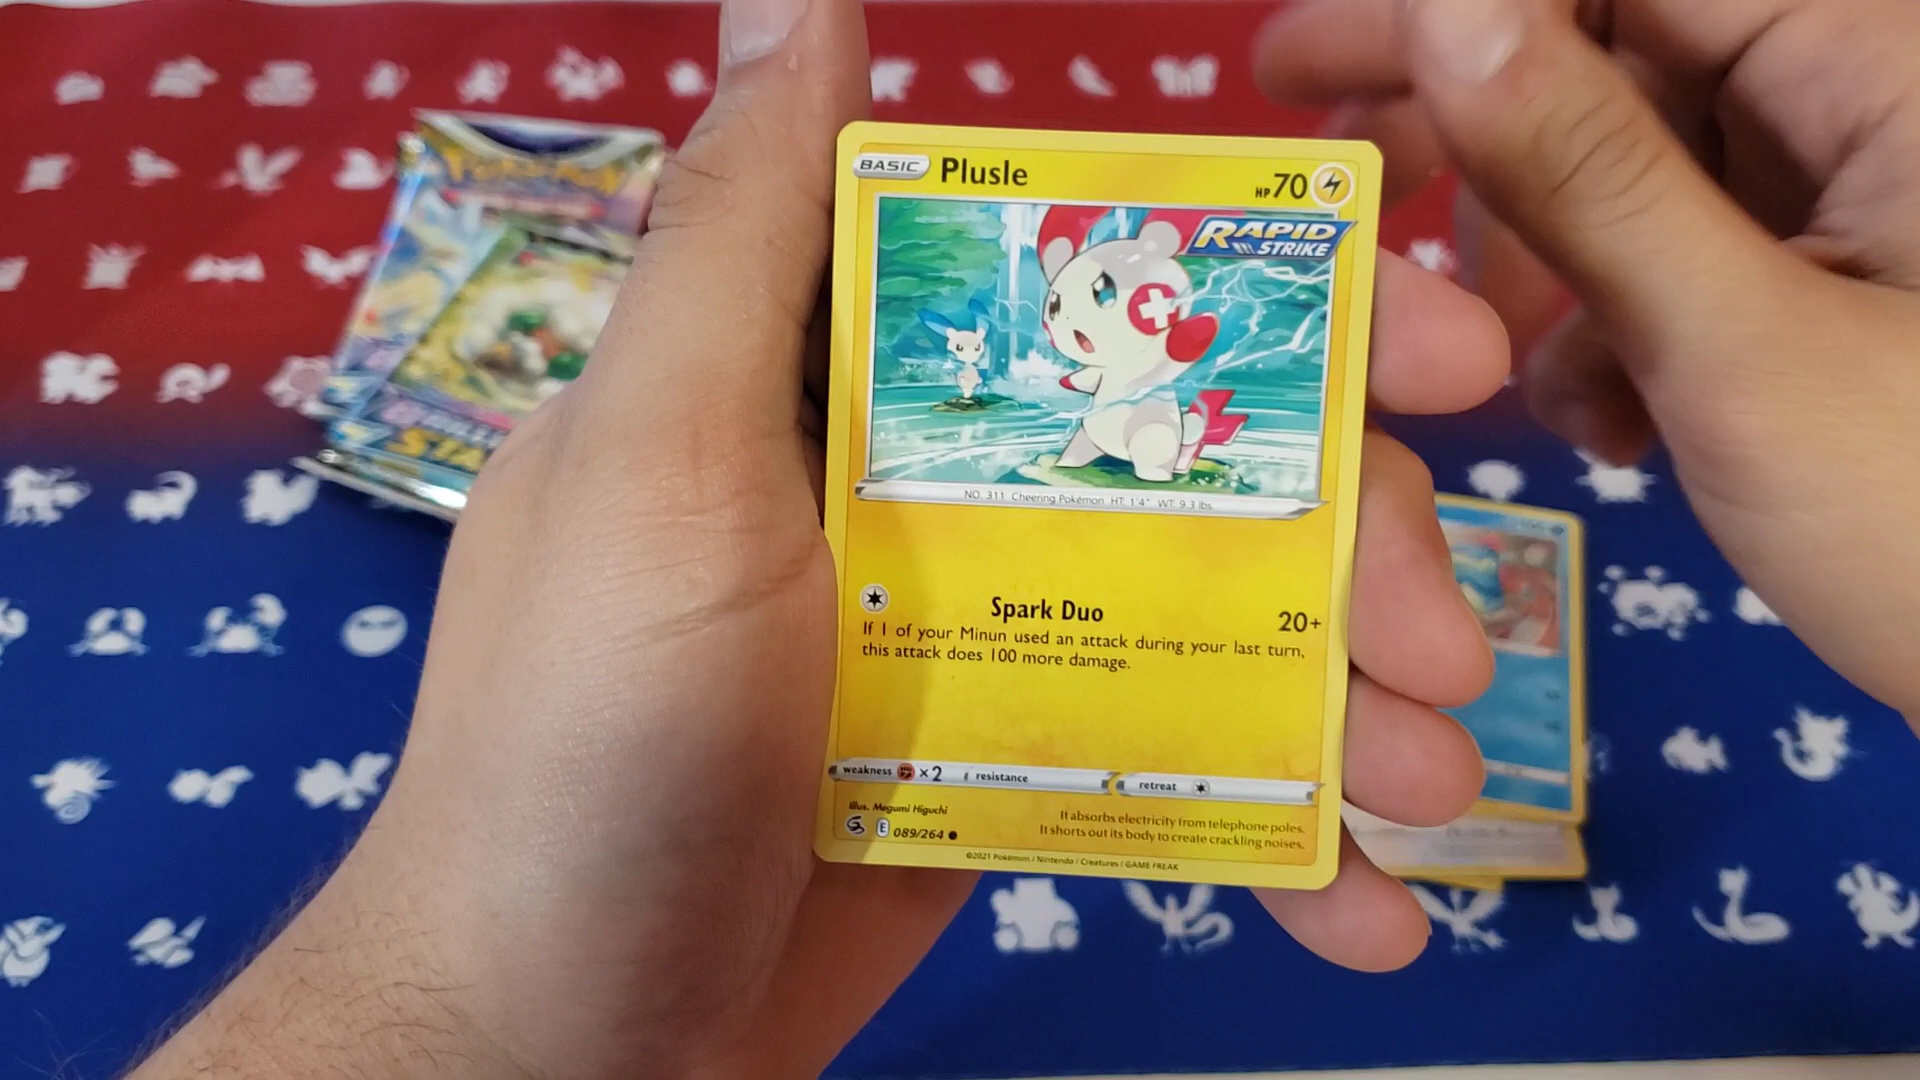 Pokémon
BASIC Plusle HP 70
RAPID
STRIKE
NO. 311 Cheering Pokémon HT: 1'4" WT: 9.3 lbs.
Spark Duo 20+
If 1 of your Minun used an attack during your last turn,
this attack does 100 more damage.
weakness ×2 resistance retreat
Illus. Megumi Higuchi
E 089/264
It absorbs electricity from telephone poles.
It shorts out its body to create crackling noises.
©2021 Pokémon / Nintendo / Creatures / GAME FREAK